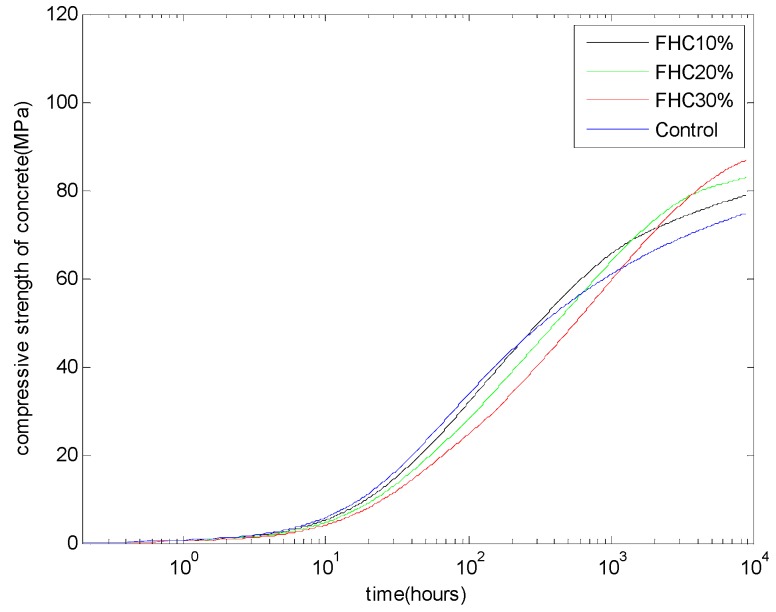 120
100
80
60
40
20
0
compressive strength of concrete(MPa)
FHC10%
FHC20%
FHC30%
Control
10^0 10^1 10^2 10^3 10^4
time(hours)